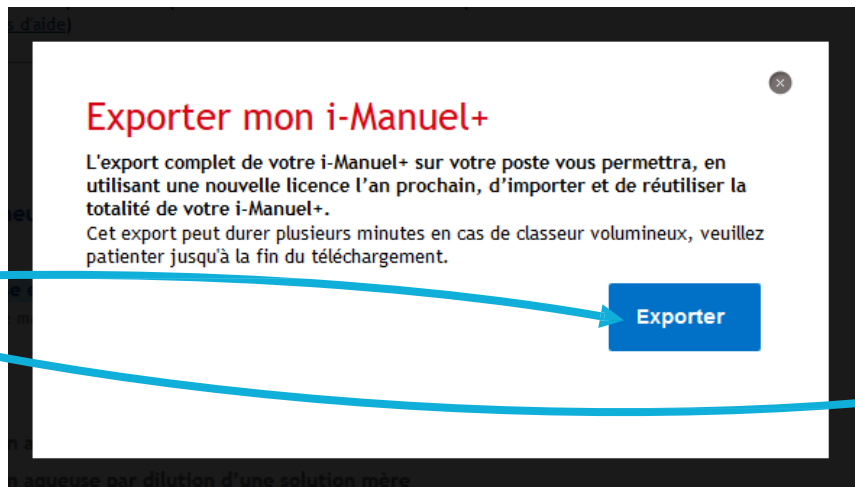 s d'aide)
Exporter mon i-Manuel+
L'export complet de votre i-Manuel+ sur votre poste vous permettra, en
utilisant une nouvelle licence l’an prochain, d’importer et de réutiliser la
totalité de votre i-Manuel+.
Cet export peut durer plusieurs minutes en cas de classeur volumineux, veuillez
patienter jusqu'à la fin du téléchargement.
Exporter
n aqueuse par dilution d’une solution mère